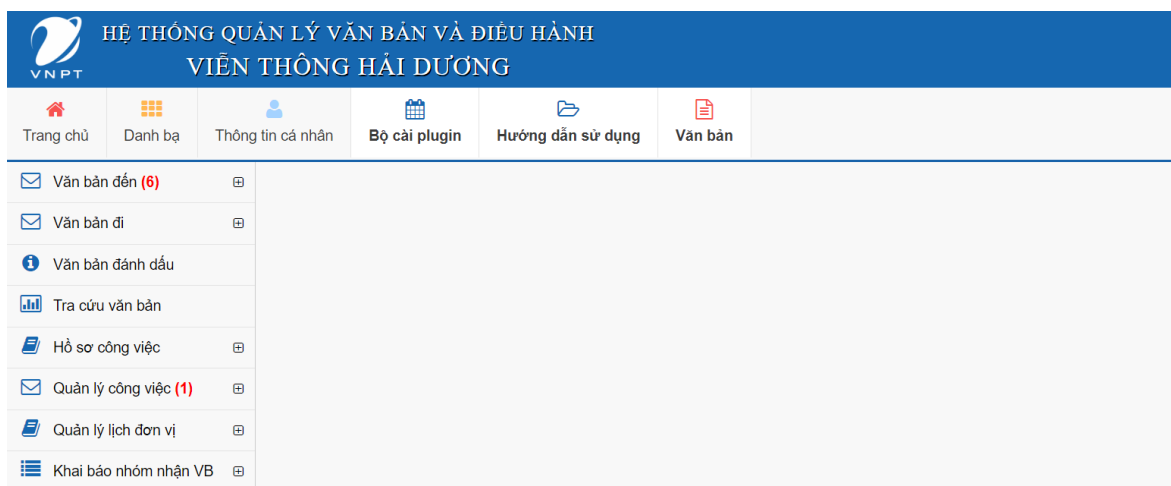 HỆ THỐNG QUẢN LÝ VĂN BẢN VÀ ĐIỀU HÀNH
VNPT
VIỄN THÔNG HẢI DƯƠNG
Trang chủ Danh bạ Thông tin cá nhân Bộ cài plugin Hướng dẫn sử dụng Văn bản
Văn bản đến (6)
Văn bản đi
Văn bản đánh dấu
Tra cứu văn bản
Hồ sơ công việc
Quản lý công việc (1)
Quản lý lịch đơn vị
Khai báo nhóm nhận VB